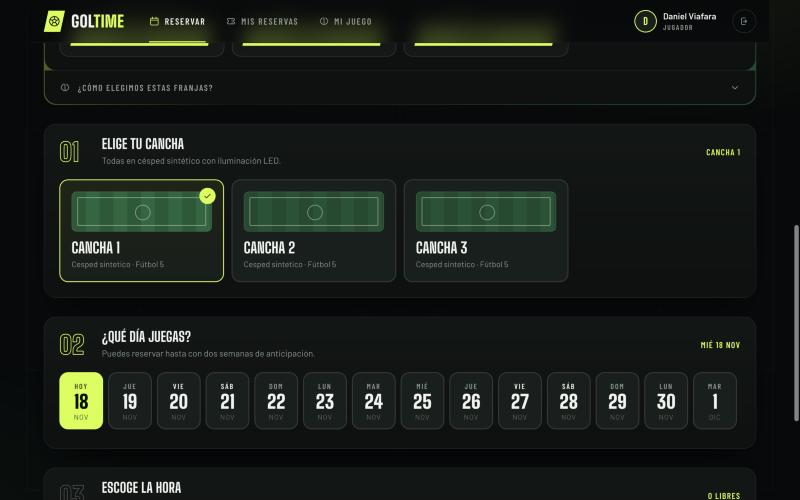 GOLTIME
RESERVAR
MIS RESERVAS
MI JUEGO
D
Daniel Viafara
JUGADOR
¿CÓMO ELEGIMOS ESTAS FRANJAS?
01
ELIGE TU CANCHA
Todas en césped sintético con iluminación LED.
CANCHA 1
CANCHA 1
Cesped sintetico · Fútbol 5
CANCHA 2
Cesped sintetico · Fútbol 5
CANCHA 3
Cesped sintetico · Fútbol 5
02
¿QUÉ DÍA JUEGAS?
Puedes reservar hasta con dos semanas de anticipación.
MIÉ 18 NOV
HOY 18 NOV
JUE 19 NOV
VIE 20 NOV
SÁB 21 NOV
DOM 22 NOV
LUN 23 NOV
MAR 24 NOV
MIÉ 25 NOV
JUE 26 NOV
VIE 27 NOV
SÁB 28 NOV
DOM 29 NOV
LUN 30 NOV
MAR 1 DIC
03
ESCOGE LA HORA
0 LIBRES